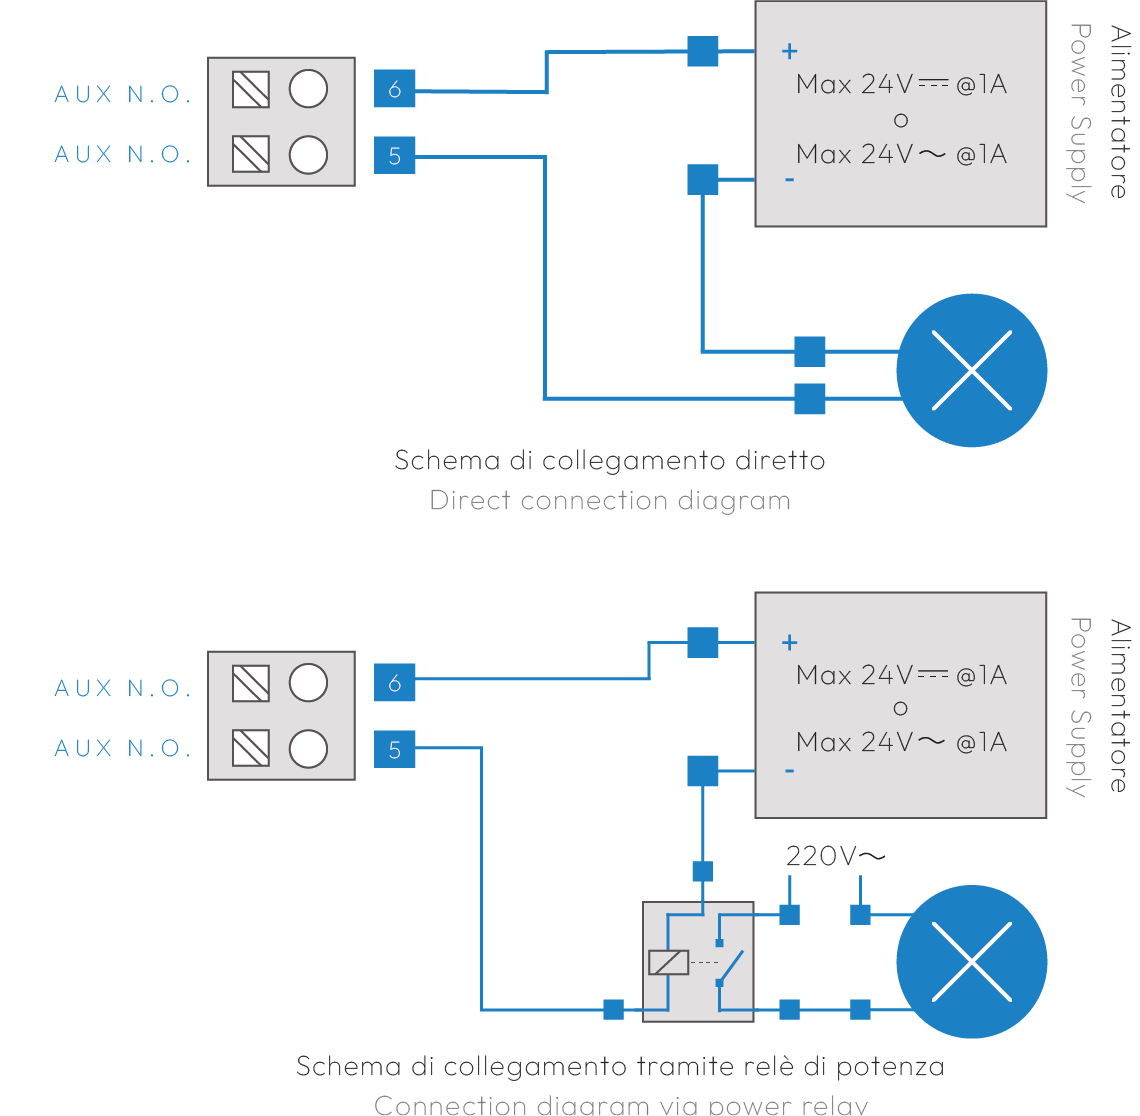 Alimentatore
Power Supply
+
AUX N.O.
6
Max 24V⎓ @1A
o
AUX N.O.
5
Max 24V～ @1A
-
Schema di collegamento diretto
Direct connection diagram
Alimentatore
Power Supply
+
AUX N.O.
6
Max 24V⎓ @1A
o
AUX N.O.
5
Max 24V～ @1A
-
220V～
Schema di collegamento tramite relè di potenza
Connection diagram via power relay